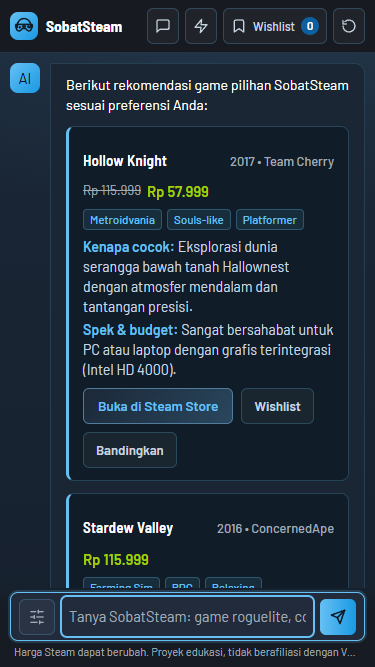 SobatSteam
Wishlist 0
AI
Berikut rekomendasi game pilihan SobatSteam
sesuai preferensi Anda:
Hollow Knight
2017 • Team Cherry
Rp 115.999 Rp 57.999
Metroidvania Souls-like Platformer
Kenapa cocok: Eksplorasi dunia
serangga bawah tanah Hallownest
dengan atmosfer mendalam dan
tantangan presisi.
Spek & budget: Sangat bersahabat untuk
PC atau laptop dengan grafis terintegrasi
(Intel HD 4000).
Buka di Steam Store Wishlist
Bandingkan
Stardew Valley
2016 • ConcernedApe
Rp 115.999
Farming Sim RPG Relaxing
Tanya SobatSteam: game roguelite, co
Harga Steam dapat berubah. Proyek edukasi, tidak berafiliasi dengan V...